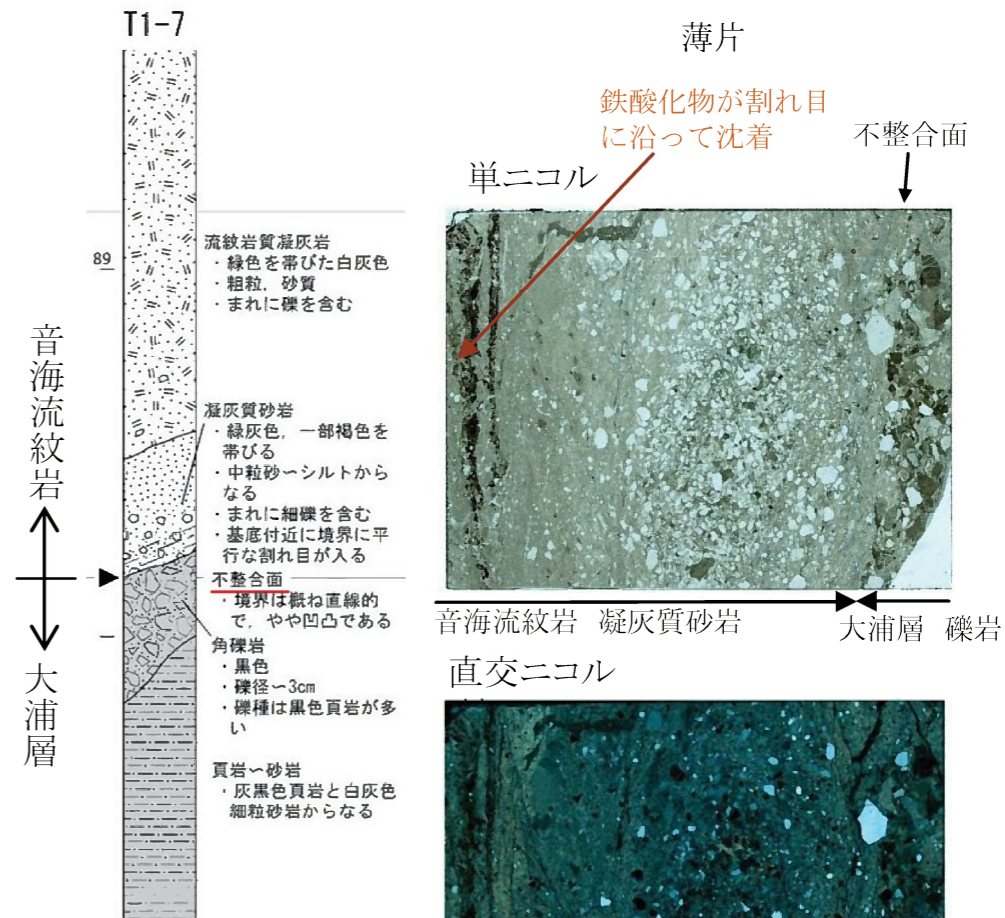 T1-7
薄片
鉄酸化物が割れ目
に沿って沈着
不整合面
単ニコル
流紋岩質凝灰岩
・緑色を帯びた白灰色
・粗粒，砂質
・まれに礫を含む
89
音海流紋岩
凝灰質砂岩
・緑灰色，一部褐色を
帯びる
・中粒砂～シルトから
なる
・まれに細礫を含む
・基底付近に境界に平
行な割れ目が入る
不整合面
・境界は概ね直線的
で，やや凹凸である
角礫岩
・黒色
・礫径～3cm
・礫種は黒色頁岩が多
い
大浦層
頁岩～砂岩
・灰黒色頁岩と白灰色
細粒砂岩からなる
音海流紋岩　凝灰質砂岩
大浦層　礫岩
直交ニコル